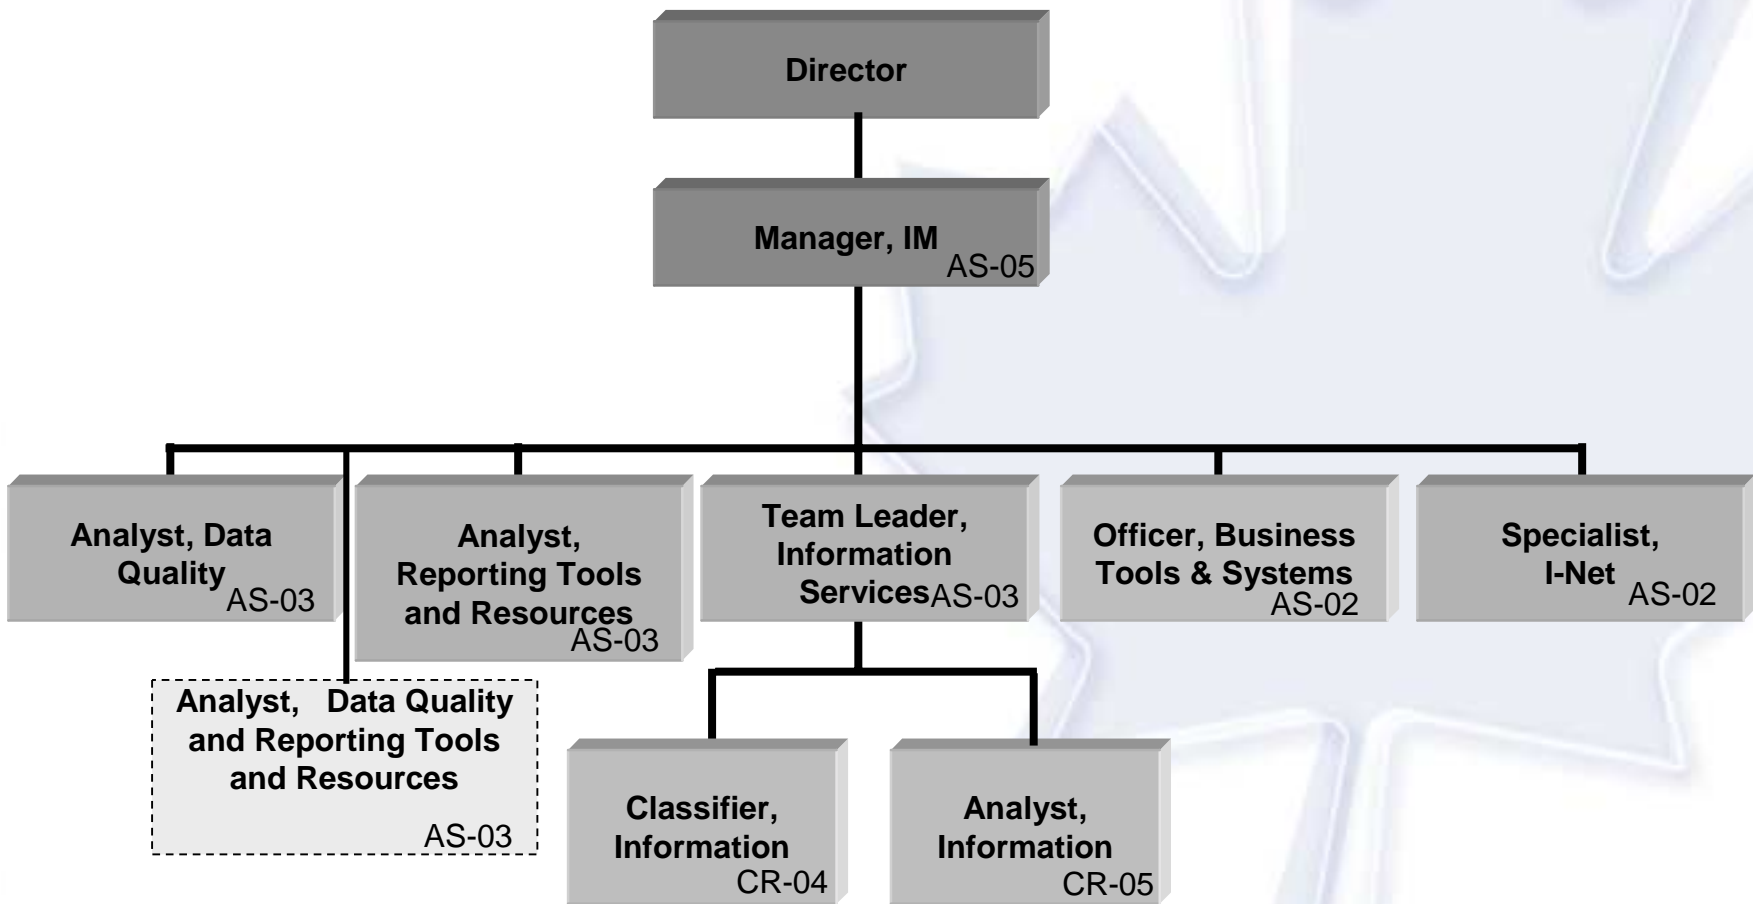 Director
Manager, IM
AS-05
Analyst, Data
Quality
AS-03
Analyst,
Reporting Tools
and Resources
AS-03
Team Leader,
Information
Services
AS-03
Officer, Business
Tools & Systems
AS-02
Specialist,
I-Net
AS-02
Analyst, Data Quality
and Reporting Tools
and Resources
AS-03
Classifier,
Information
CR-04
Analyst,
Information
CR-05